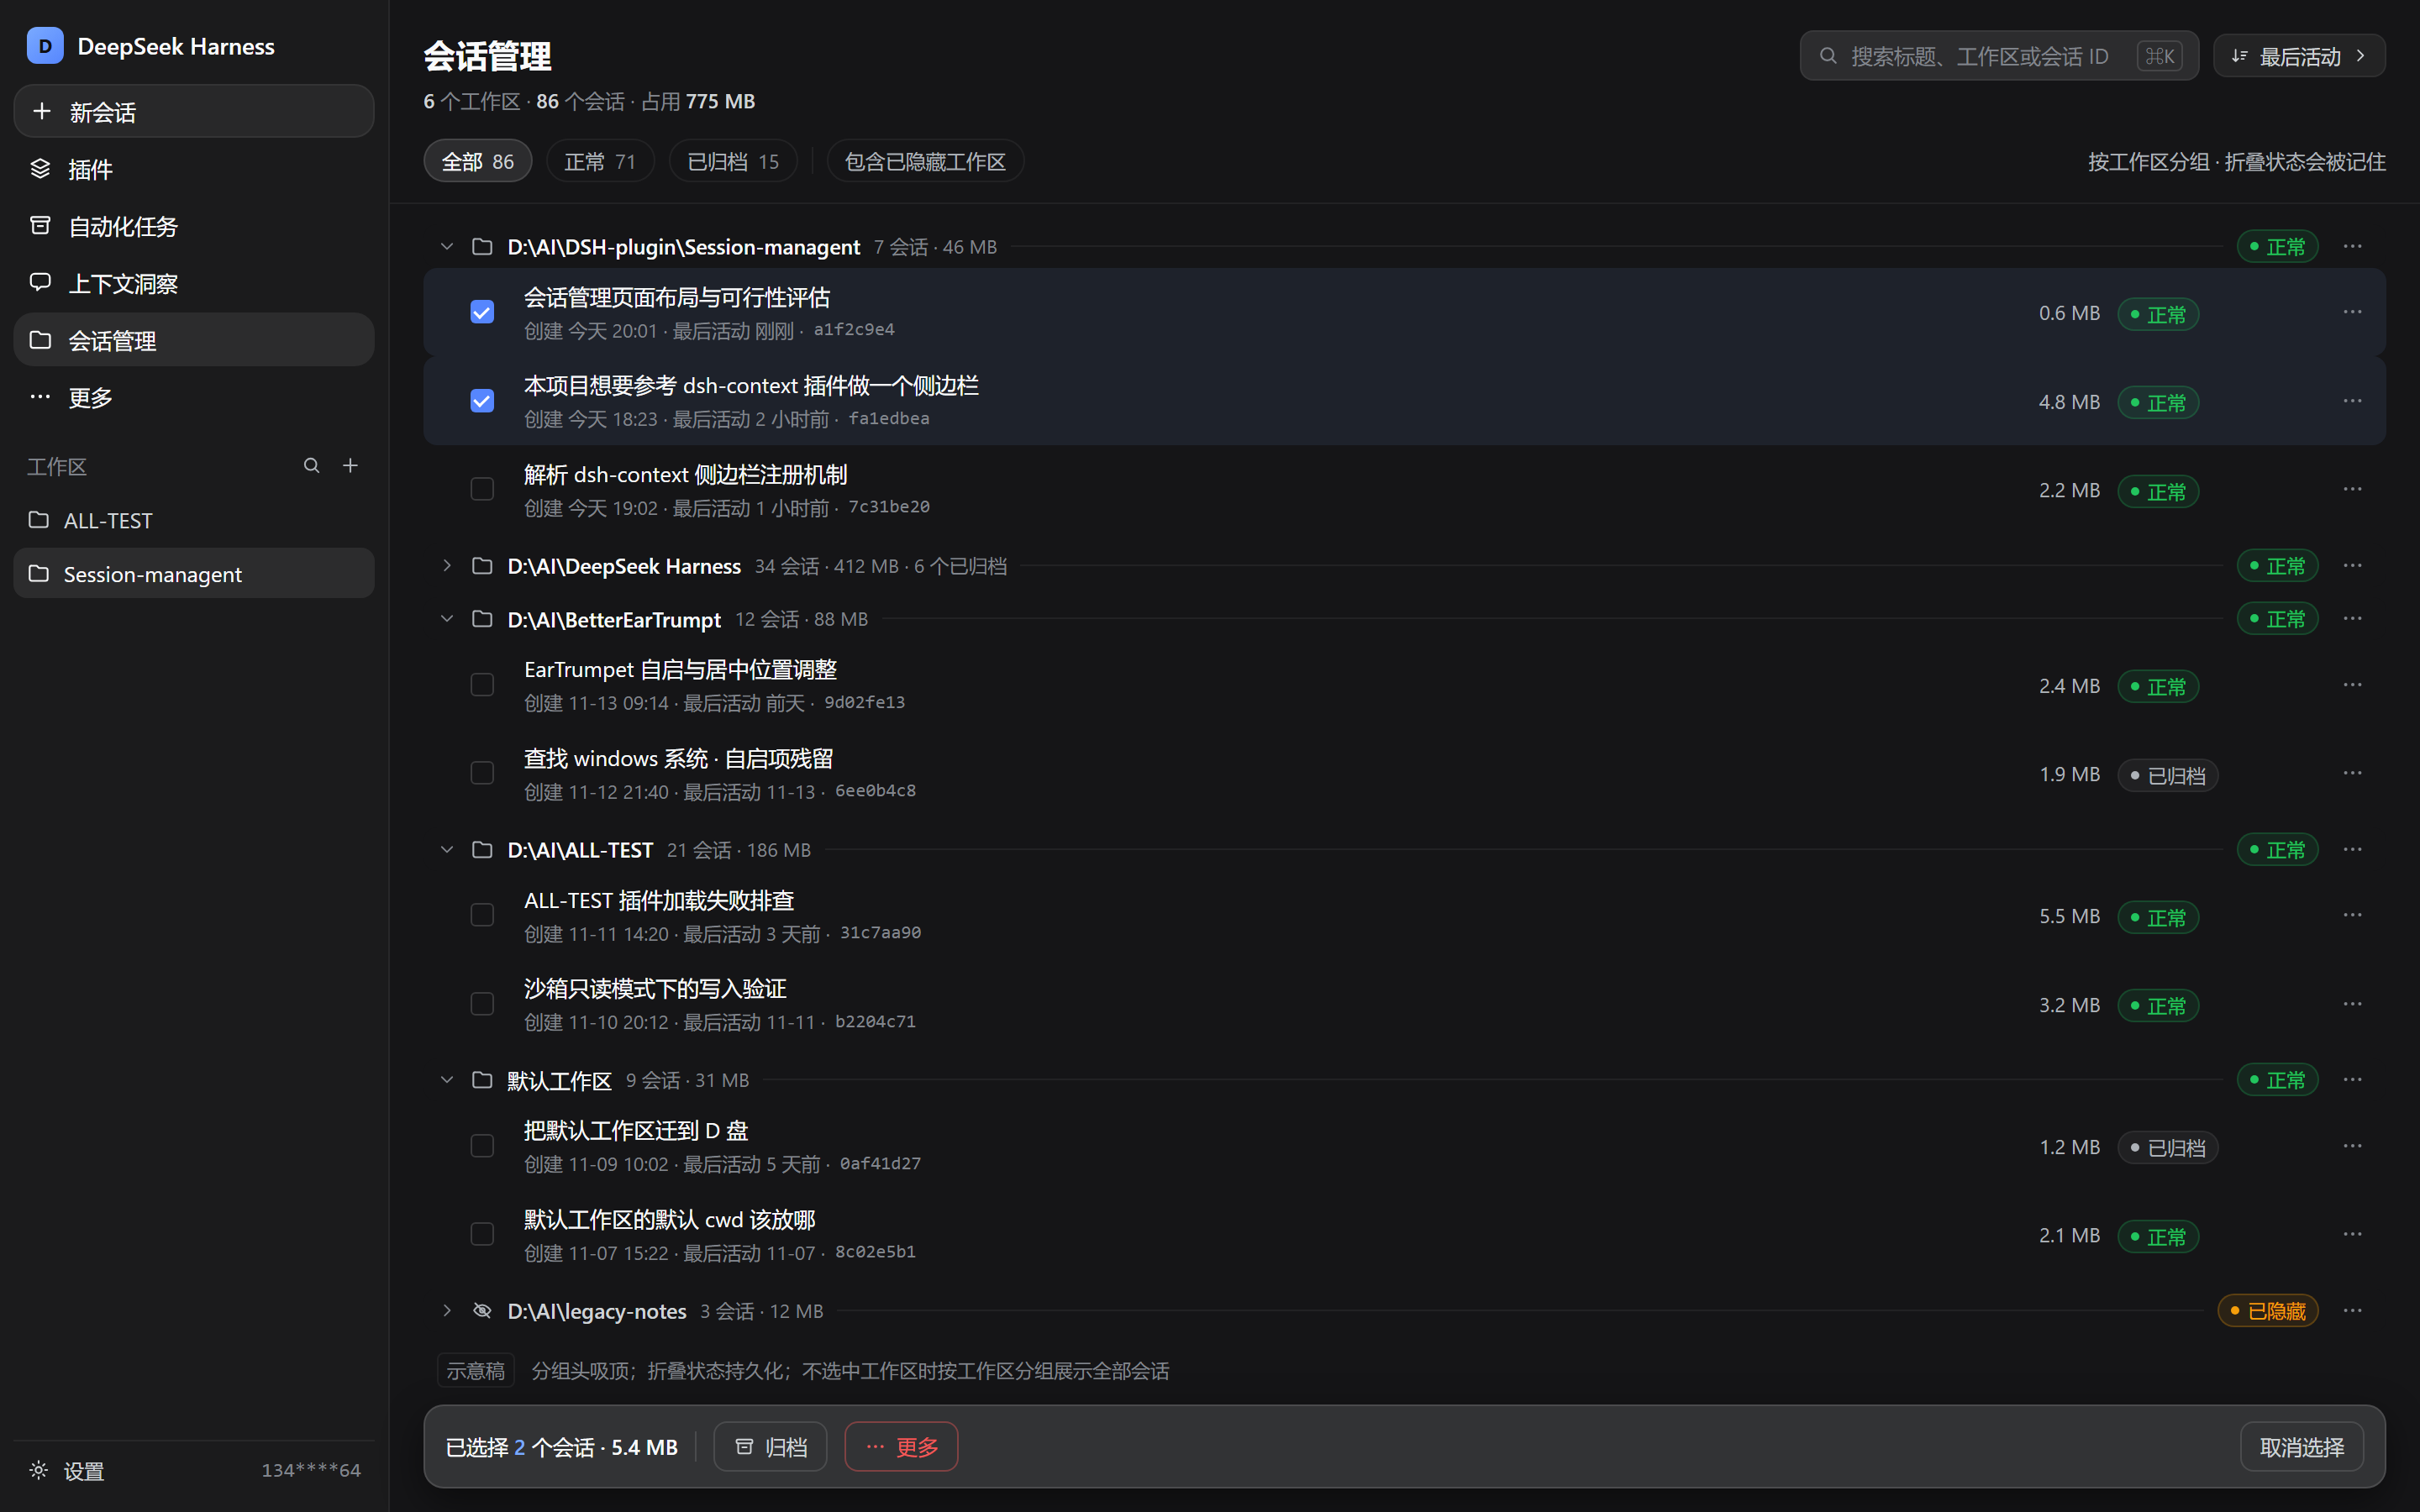 D DeepSeek Harness
新会话
插件
自动化任务
上下文洞察
会话管理
更多
工作区
ALL-TEST
Session-managent
设置 134****64
会话管理
6 个工作区 · 86 个会话 · 占用 775 MB
搜索标题、工作区或会话 ID ⌘K
最后活动
全部 86
正常 71
已归档 15
包含已隐藏工作区
按工作区分组 · 折叠状态会被记住
D:\AI\DSH-plugin\Session-managent 7 会话 · 46 MB 正常
会话管理页面布局与可行性评估
创建 今天 20:01 · 最后活动 刚刚 · a1f2c9e4
0.6 MB 正常
本项目想要参考 dsh-context 插件做一个侧边栏
创建 今天 18:23 · 最后活动 2 小时前 · fa1edbea
4.8 MB 正常
解析 dsh-context 侧边栏注册机制
创建 今天 19:02 · 最后活动 1 小时前 · 7c31be20
2.2 MB 正常
D:\AI\DeepSeek Harness 34 会话 · 412 MB · 6 个已归档 正常
D:\AI\BetterEarTrumpt 12 会话 · 88 MB 正常
EarTrumpet 自启与居中位置调整
创建 11-13 09:14 · 最后活动 前天 · 9d02fe13
2.4 MB 正常
查找 windows 系统 · 自启项残留
创建 11-12 21:40 · 最后活动 11-13 · 6ee0b4c8
1.9 MB 已归档
D:\AI\ALL-TEST 21 会话 · 186 MB 正常
ALL-TEST 插件加载失败排查
创建 11-11 14:20 · 最后活动 3 天前 · 31c7aa90
5.5 MB 正常
沙箱只读模式下的写入验证
创建 11-10 20:12 · 最后活动 11-11 · b2204c71
3.2 MB 正常
默认工作区 9 会话 · 31 MB 正常
把默认工作区迁到 D 盘
创建 11-09 10:02 · 最后活动 5 天前 · 0af41d27
1.2 MB 已归档
默认工作区的默认 cwd 该放哪
创建 11-07 15:22 · 最后活动 11-07 · 8c02e5b1
2.1 MB 正常
D:\AI\legacy-notes 3 会话 · 12 MB 已隐藏
示意稿 分组头吸顶；折叠状态持久化；不选中工作区时按工作区分组展示全部会话
已选择 2 个会话 · 5.4 MB 归档 更多 取消选择